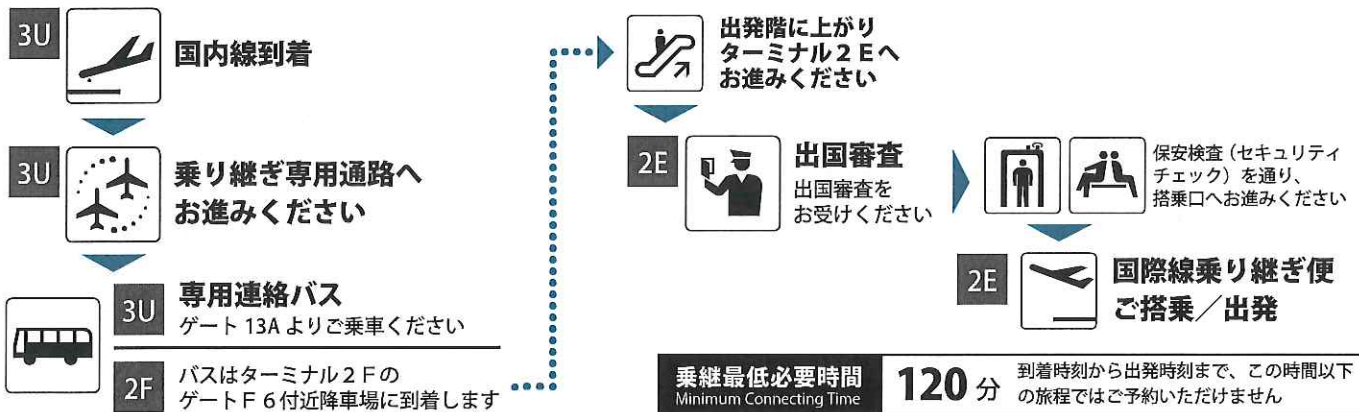 3U
国内線到着
3U
乗り継ぎ専用通路へ
お進みください
3U
専用連絡バス
ゲート 13A よりご乗車ください
2F
バスはターミナル2Fの
ゲートF6付近降車場に到着します
出発階に上がり
ターミナル2Eへ
お進みください
2E
出国審査
出国審査を
お受けください
保安検査（セキュリティ
チェック）を通り、
搭乗口へお進みください
2E
国際線乗り継ぎ便
ご搭乗／出発
乗継最低必要時間
Minimum Connecting Time
120 分
到着時刻から出発時刻まで、この時間以下
の旅程ではご予約いただけません